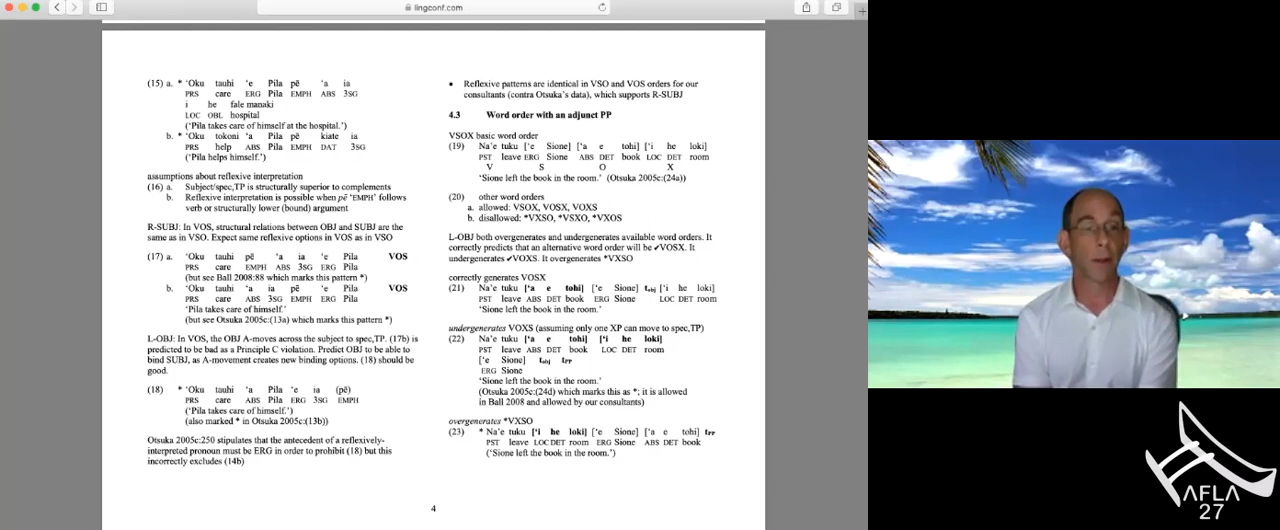 lingconf.com
(15) a. * 'Oku tauhi 'e Pila pē 'a ia
PRS care ERG Pila EMPH ABS 3SG
i he fale manaki
LOC OBL hospital
('Pila takes care of himself at the hospital.')
b. * 'Oku tokoni 'a Pila pē kiate ia
PRS help ABS Pila EMPH DAT 3SG
('Pila helps himself.')
assumptions about reflexive interpretation
(16) a. Subject/spec,TP is structurally superior to complements
b. Reflexive interpretation is possible when pē 'EMPH' follows
verb or structurally lower (bound) argument
R-SUBJ: In VOS, structural relations between OBJ and SUBJ are the
same as in VSO. Expect same reflexive options in VOS as in VSO
(17) a. 'Oku tauhi pē 'a ia 'e Pila VOS
PRS care EMPH ABS 3SG ERG Pila
(but see Ball 2008:88 which marks this pattern *)
b. 'Oku tauhi 'a ia pē 'e Pila VOS
PRS care ABS 3SG EMPH ERG Pila
'Pila takes care of himself.'
(but see Otsuka 2005c:(13a) which marks this pattern *)
L-OBJ: In VOS, the OBJ A-moves across the subject to spec,TP. (17b) is
predicted to be bad as a Principle C violation. Predict OBJ to be able to
bind SUBJ, as A-movement creates new binding options. (18) should be
good.
(18) * 'Oku tauhi 'a Pila 'e ia (pē)
PRS care ABS Pila ERG 3SG EMPH
('Pila takes care of himself.')
(also marked * in Otsuka 2005c:(13b))
Otsuka 2005c:250 stipulates that the antecedent of a reflexively-
interpreted pronoun must be ERG in order to prohibit (18) but this
incorrectly excludes (14b)
• Reflexive patterns are identical in VSO and VOS orders for our
consultants (contra Otsuka's data), which supports R-SUBJ
4.3 Word order with an adjunct PP
VSOX basic word order
(19) Na'e tuku ['e Sione] ['a e tohi] ['i he loki]
PST leave ERG Sione ABS DET book LOC DET room
V S O X
'Sione left the book in the room.' (Otsuka 2005c:(24a))
(20) other word orders
a. allowed: VSOX, VOSX, VOXS
b. disallowed: *VXSO, *VSXO, *VXOS
L-OBJ both overgenerates and undergenerates available word orders. It
correctly predicts that an alternative word order will be ✔VOSX. It
undergenerates ✔VOXS. It overgenerates *VXSO
correctly generates VOSX
(21) Na'e tuku ['a e tohi] ['e Sione] tobj ['i he loki]
PST leave ABS DET book ERG Sione LOC DET room
'Sione left the book in the room.'
undergenerates VOXS (assuming only one XP can move to spec,TP)
(22) Na'e tuku ['a e tohi] ['i he loki]
PST leave ABS DET book LOC DET room
['e Sione] tobj tPP
ERG Sione
'Sione left the book in the room.'
(Otsuka 2005c:(24d) which marks this as *; it is allowed
in Ball 2008 and allowed by our consultants)
overgenerates *VXSO
(23) * Na'e tuku ['i he loki] ['e Sione] ['a e tohi] tPP
PST leave LOC DET room ERG Sione ABS DET book
('Sione left the book in the room.')
4
AFLA
27